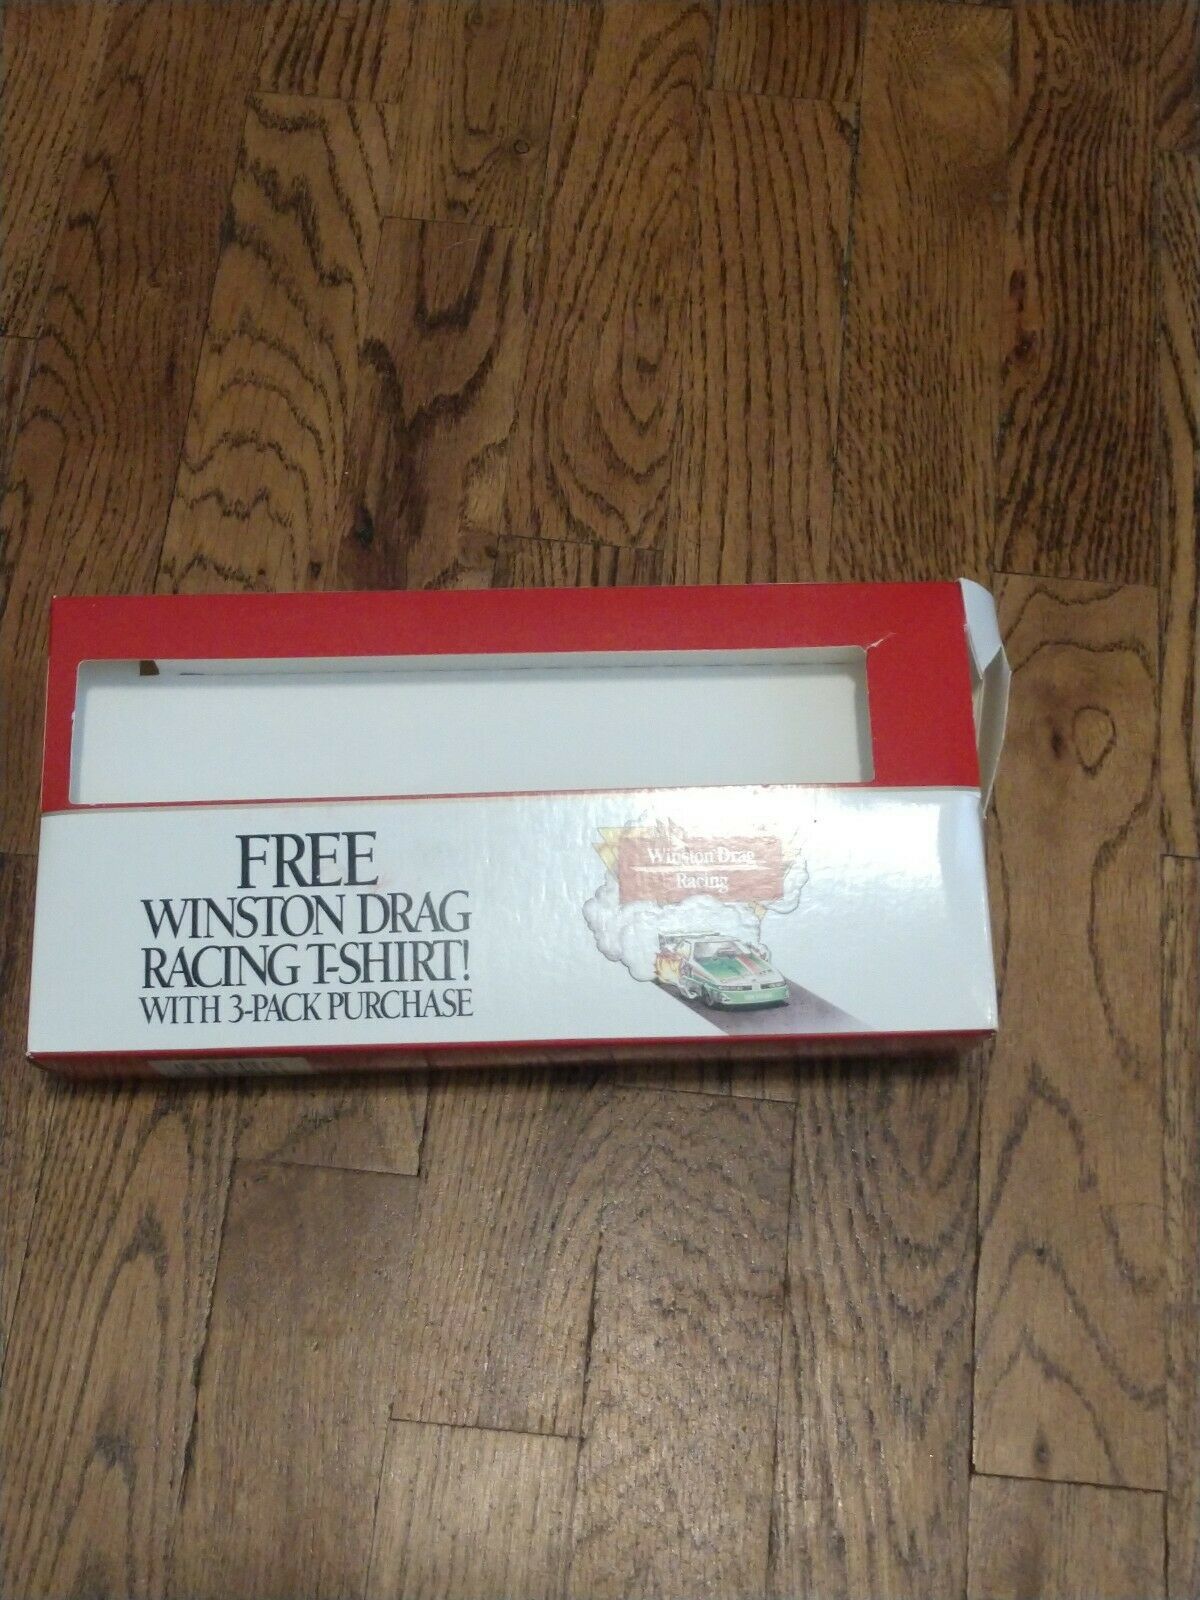 FREE
WINSTON DRAG
RACING T-SHIRT!
WITH 3-PACK PURCHASE
Winston Drag
Racing